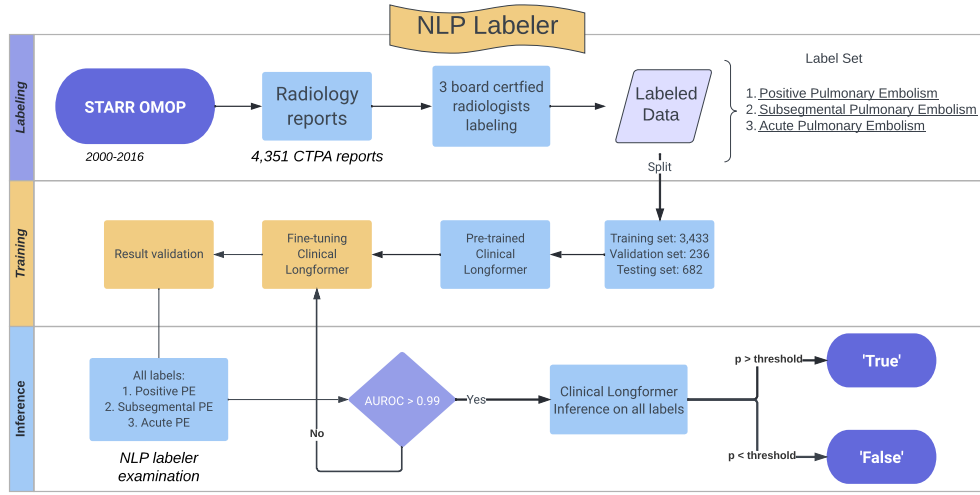 NLP Labeler
Labeling
STARR OMOP
2000-2016
Radiology
reports
4,351 CTPA reports
3 board certfied
radiologists
labeling
Labeled
Data
Label Set
1. Positive Pulmonary Embolism
2. Subsegmental Pulmonary Embolism
3. Acute Pulmonary Embolism
Split
Training
Result validation
Fine-tuning
Clinical
Longformer
Pre-trained
Clinical
Longformer
Training set: 3,433
Validation set: 236
Testing set: 682
Inference
All labels:
1. Positive PE
2. Subsegmental PE
3. Acute PE
NLP labeler
examination
No
AUROC > 0.99
Yes
Clinical Longformer
Inference on all labels
p > threshold
'True'
p < threshold
'False'